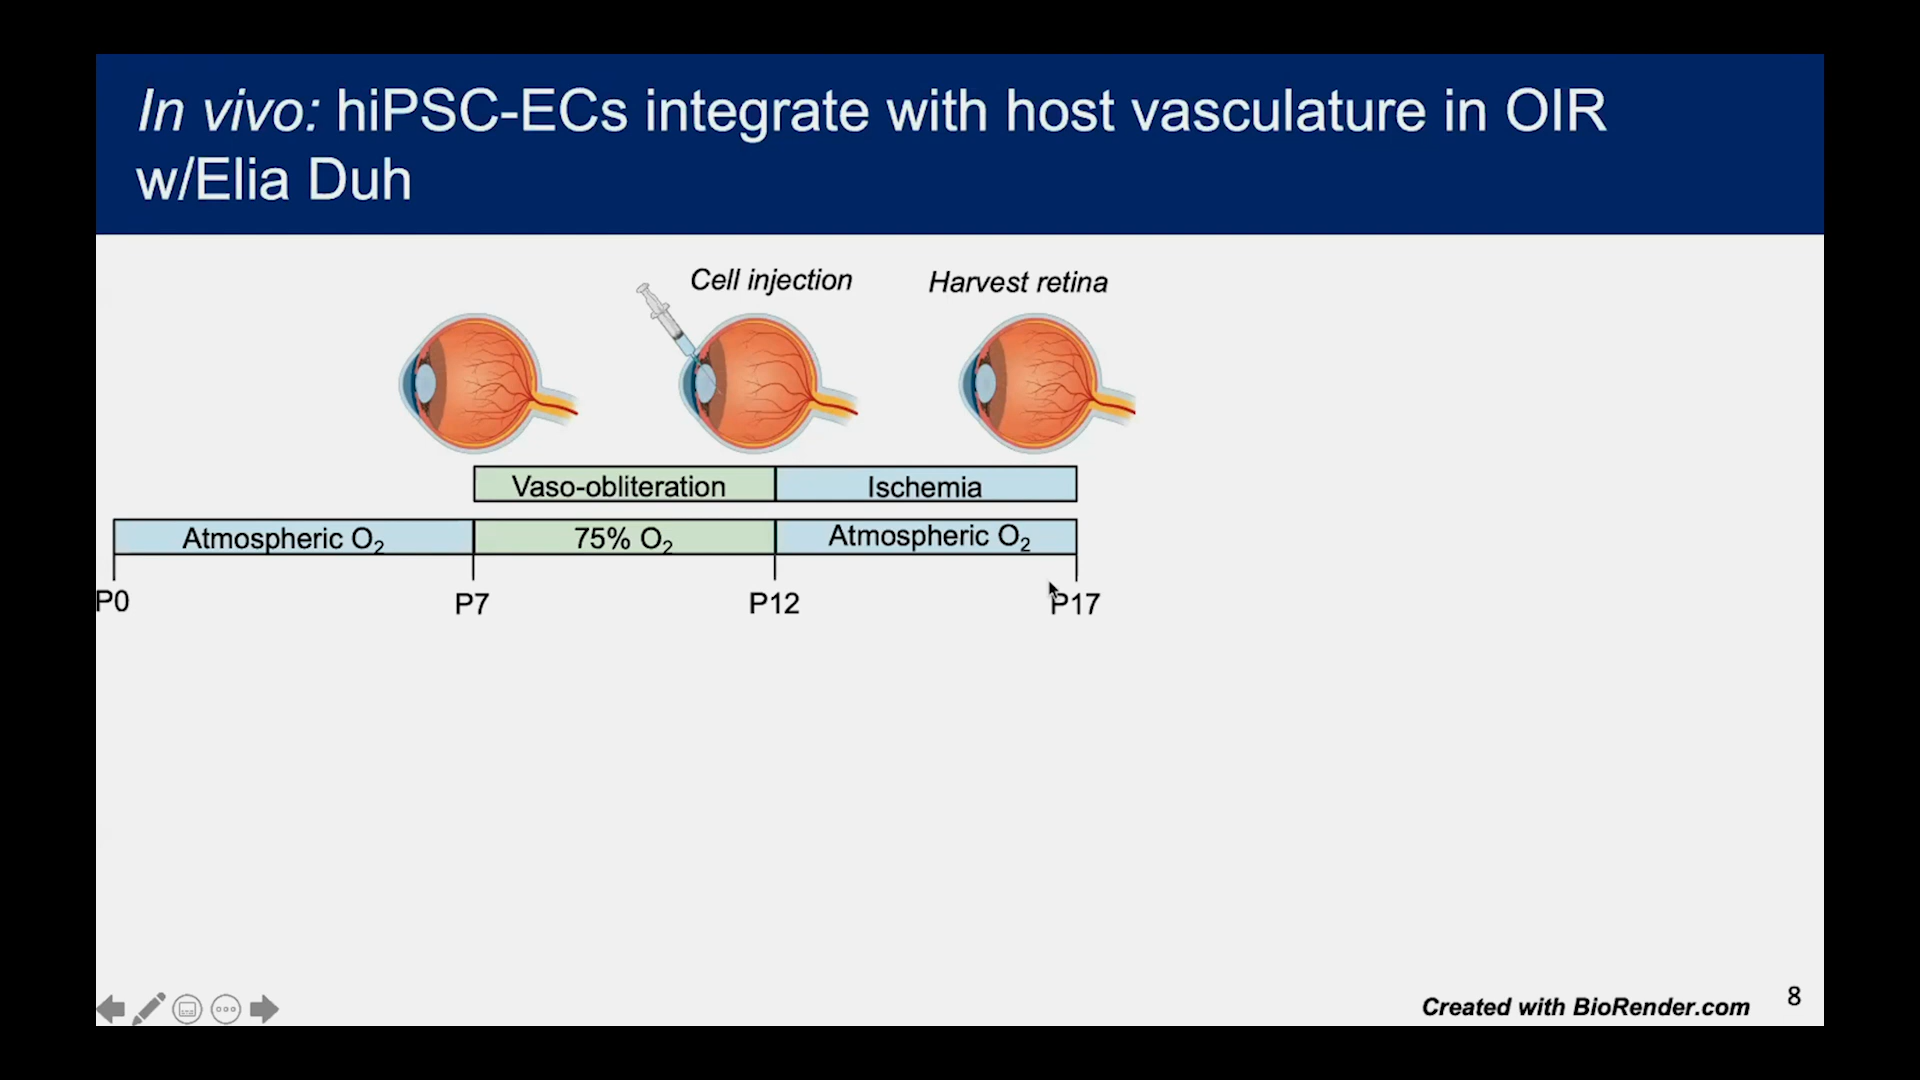 In vivo: hiPSC-ECs integrate with host vasculature in OIR
w/Elia Duh
Cell injection
Harvest retina
Vaso-obliteration
Ischemia
Atmospheric O2
75% O2
Atmospheric O2
P0
P7
P12
P17
Created with BioRender.com
8